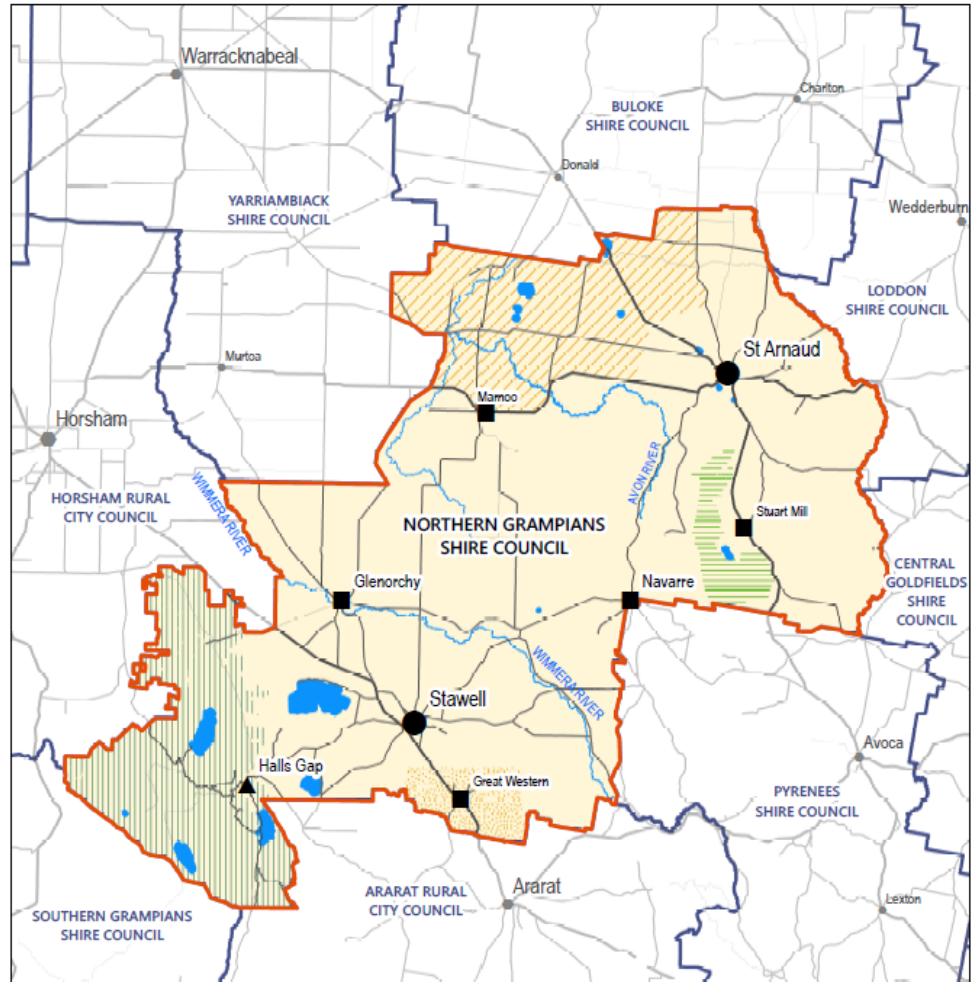 Warracknabeal
Charlton
BULOKE
SHIRE COUNCIL
Donald
YARRIAMBIACK
SHIRE COUNCIL
Wedderburn
LODDON
SHIRE COUNCIL
St Arnaud
Murtoa
Marnoo
Horsham
WIMMERA RIVER
HORSHAM RURAL
CITY COUNCIL
AVON RIVER
NORTHERN GRAMPIANS
SHIRE COUNCIL
Stuart Mill
CENTRAL
GOLDFIELDS
SHIRE
COUNCIL
Glenorchy
Navarre
WIMMERA RIVER
Stawell
Avoca
Halls Gap
Great Western
PYRENEES
SHIRE COUNCIL
ARARAT RURAL
CITY COUNCIL
Ararat
Lexton
SOUTHERN GRAMPIANS
SHIRE COUNCIL